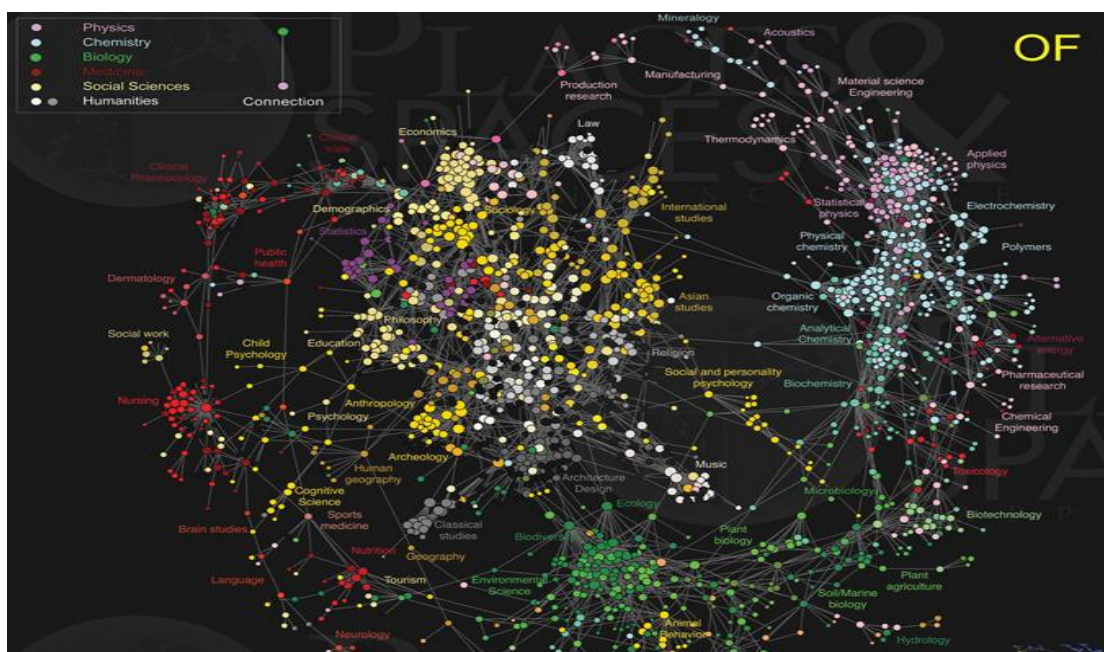 Physics
Chemistry
Biology
Medicine
Social Sciences
Humanities
Connection
PLACES &
SPACES
OF
Mineralogy
Acoustics
Production
research
Manufacturing
Material science
Engineering
Law
Thermodynamics
Economics
Clinical
trials
Clinical
Pharmacology
Applied
physics
Demographics
Sociology
International
studies
Statistical
physics
Electrochemistry
Statistics
Physical
chemistry
Polymers
Public
health
Dermatology
Organic
chemistry
Asian
studies
Philosophy
Social work
Education
Analytical
Chemistry
Alternative
energy
Child
Psychology
Religion
Social and personality
psychology
Biochemistry
Pharmaceutical
research
Nursing
Anthropology
Psychology
Chemical
Engineering
Archeology
Music
Human
geography
Architecture
Design
Toxicology
Cognitive
Science
Microbiology
Ecology
Biotechnology
Brain studies
Sports
medicine
Classical
studies
Biodivers
Plant
biology
Nutrition
Geography
Language
Tourism
Environmental
Science
Plant
agriculture
Soil/Marine
biology
Animal
Behavior
Neurology
Hydrology